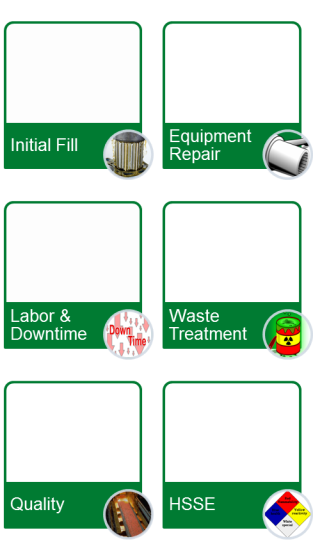 Initial Fill
Equipment
Repair
Labor &
Downtime
Down
Time
Waste
Treatment
Quality
HSSE